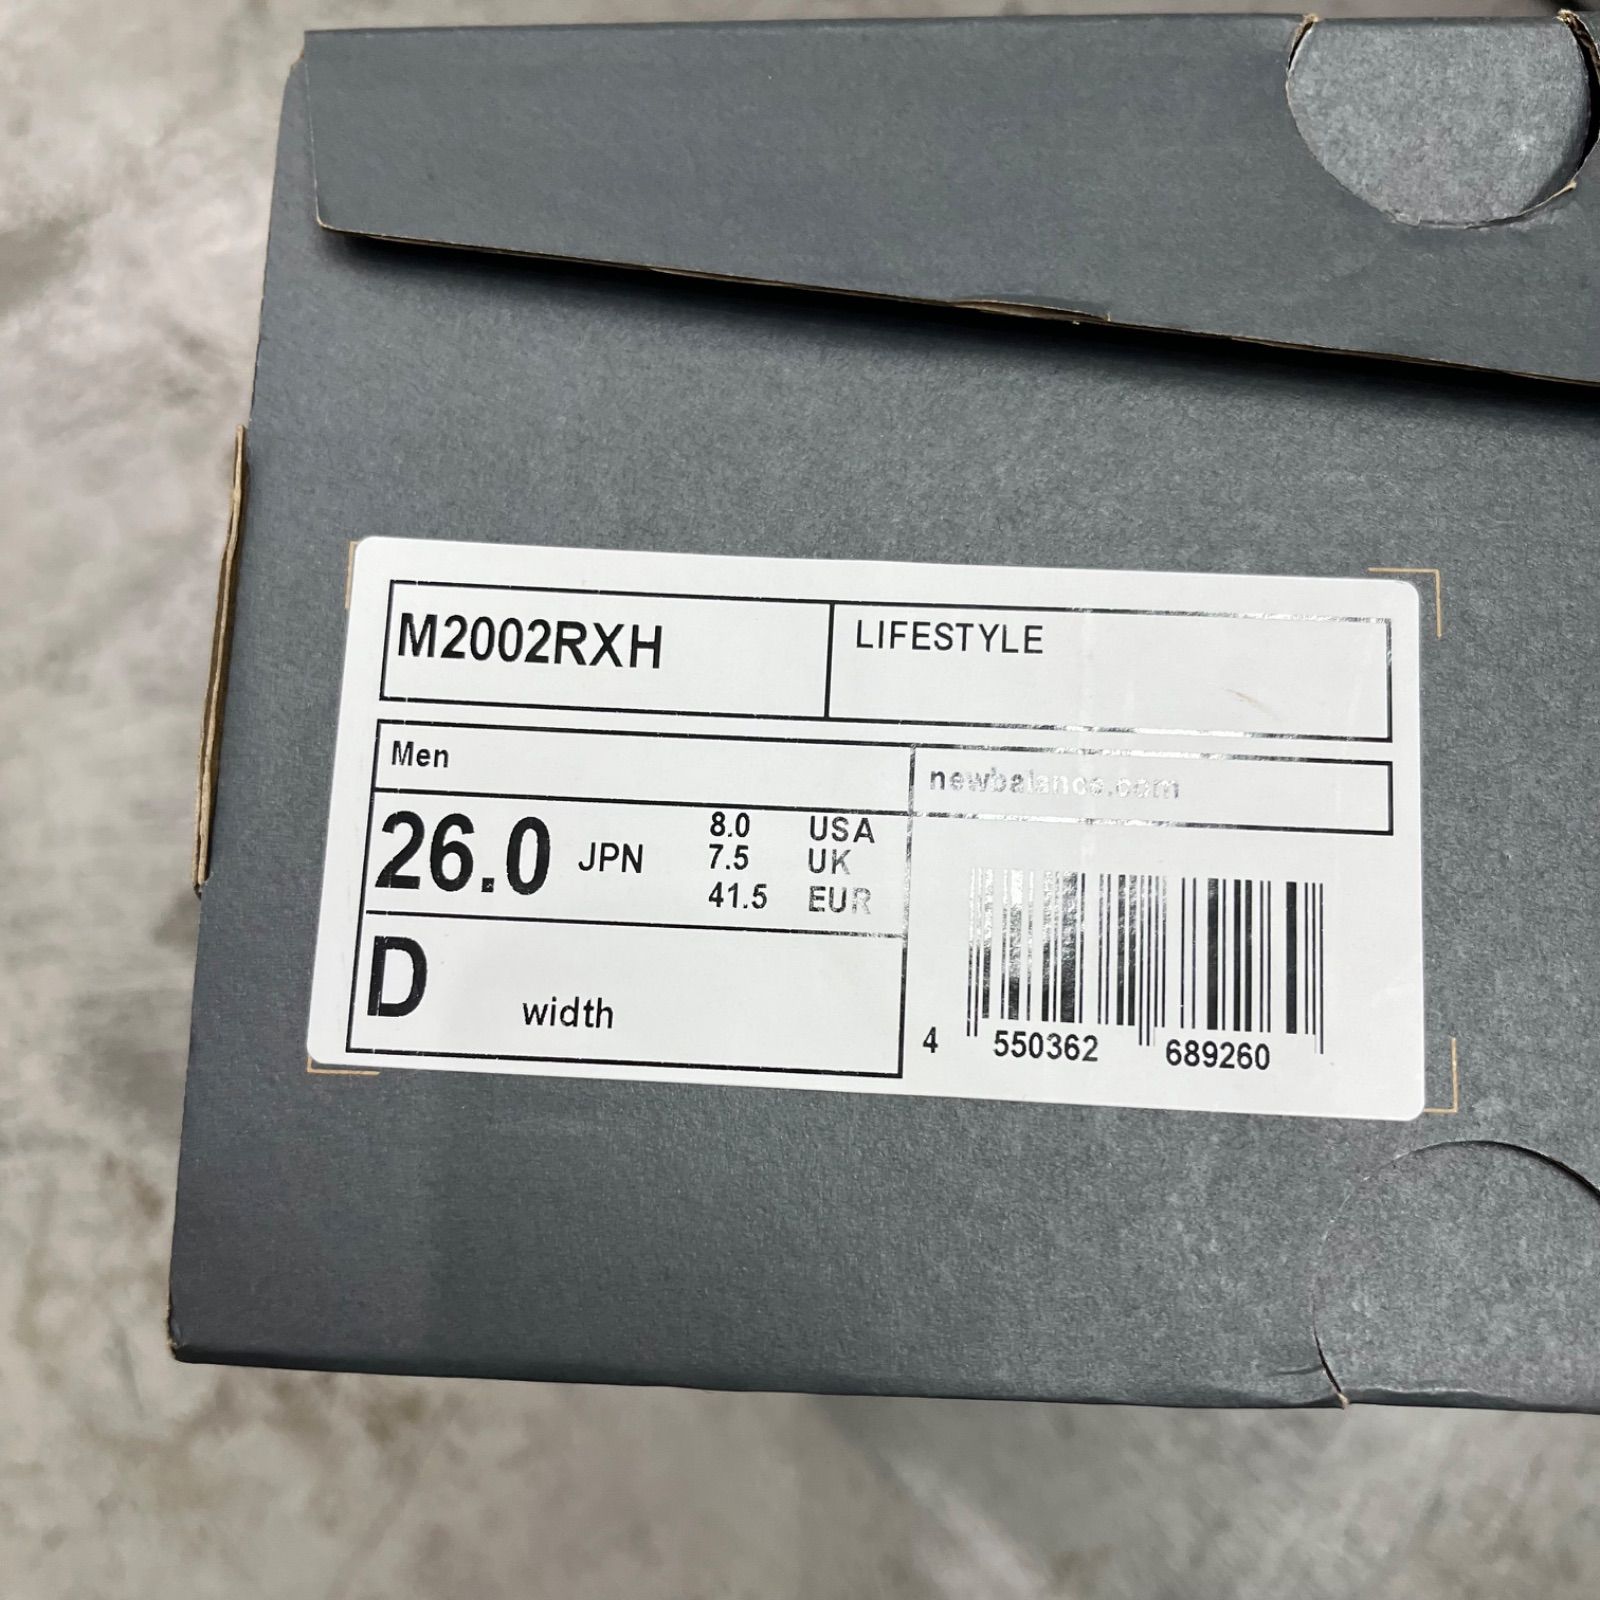 M2002RXH
LIFESTYLE
Men
newbalance.com
26.0 JPN
8.0 USA
7.5 UK
41.5 EUR
D width
4 550362 689260